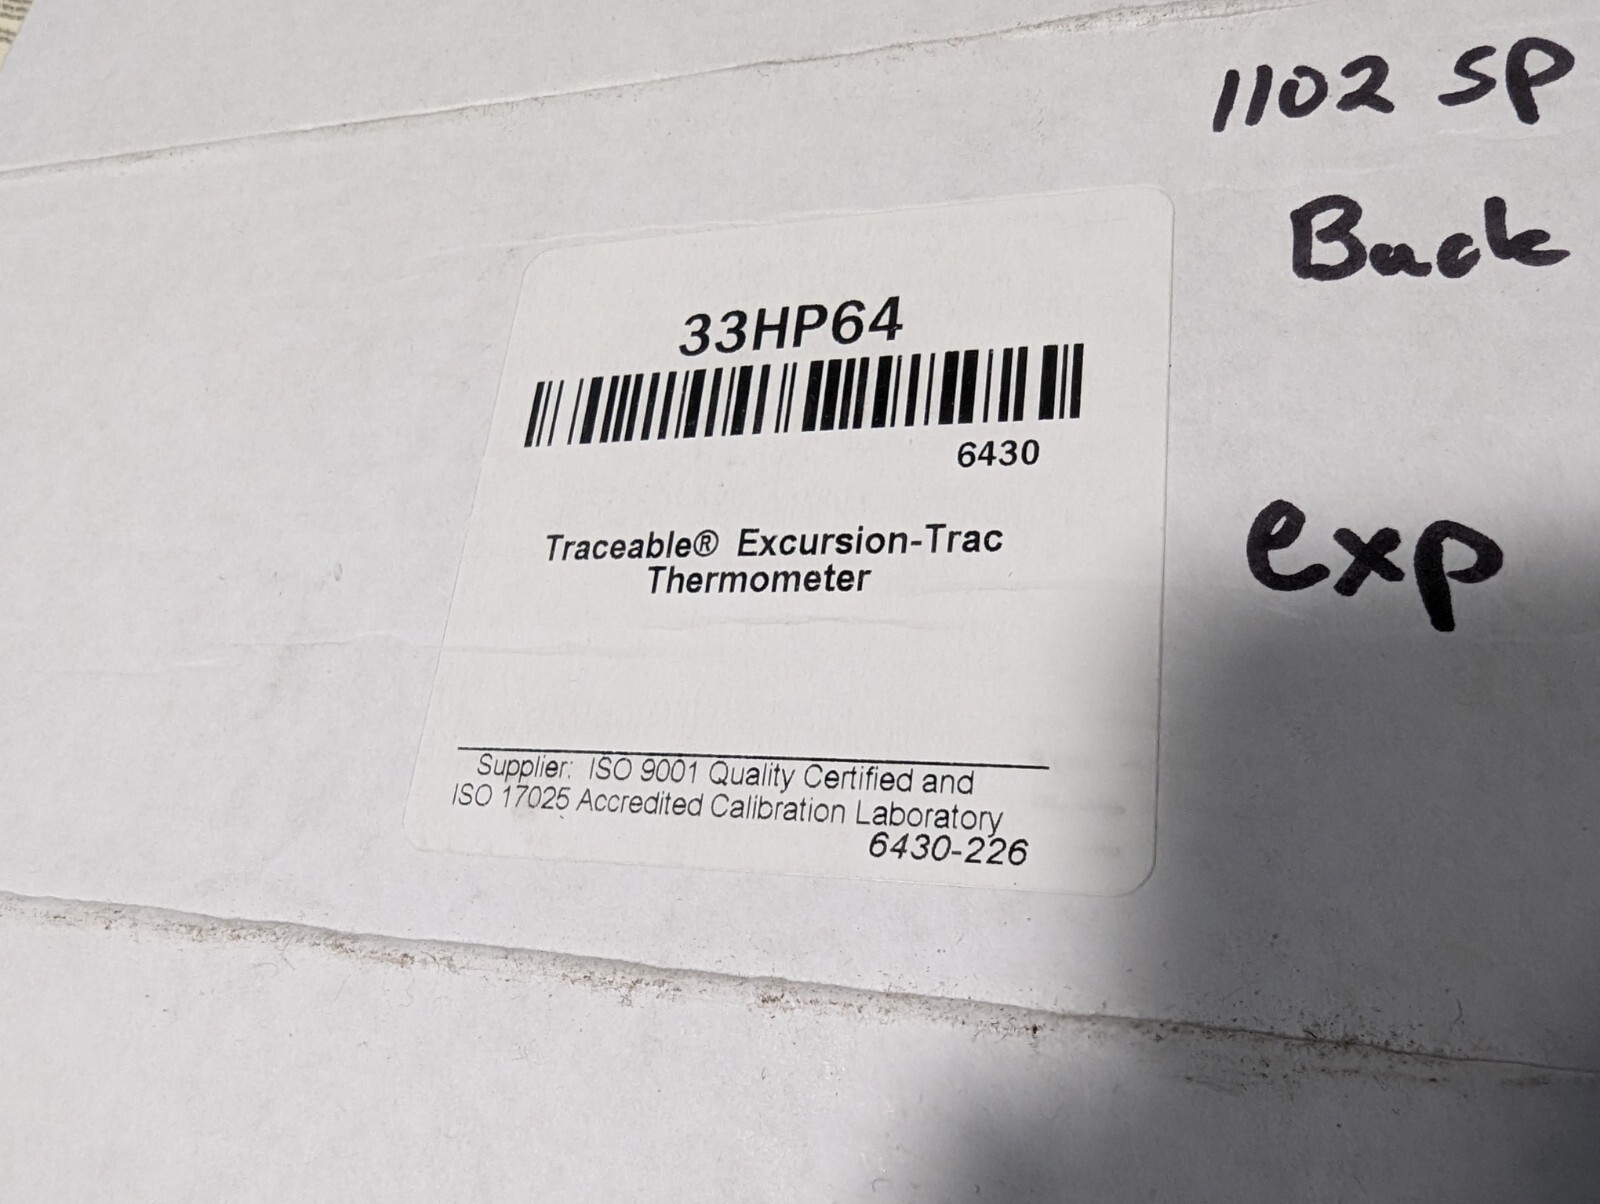 1102 SP
Back
exp
33HP64
6430
Traceable® Excursion-Trac
Thermometer
Supplier: ISO 9001 Quality Certified and
ISO 17025 Accredited Calibration Laboratory
6430-226